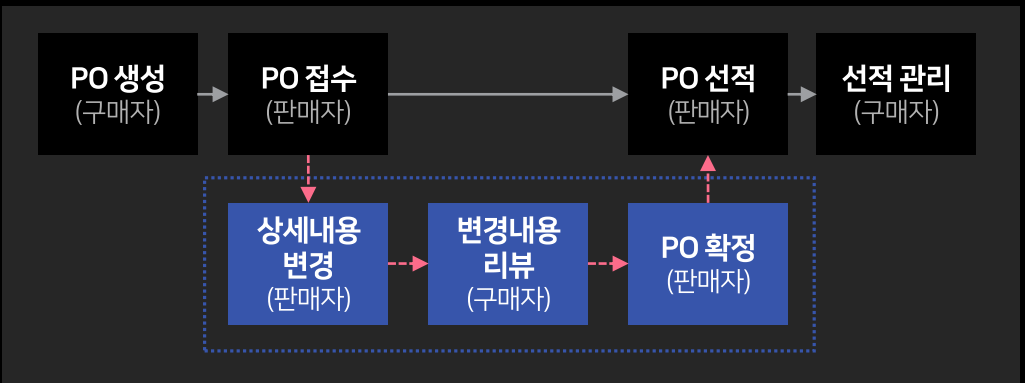 PO 생성
(구매자)
PO 접수
(판매자)
PO 선적
(판매자)
선적 관리
(구매자)
상세내용
변경
(판매자)
변경내용
리뷰
(구매자)
PO 확정
(판매자)